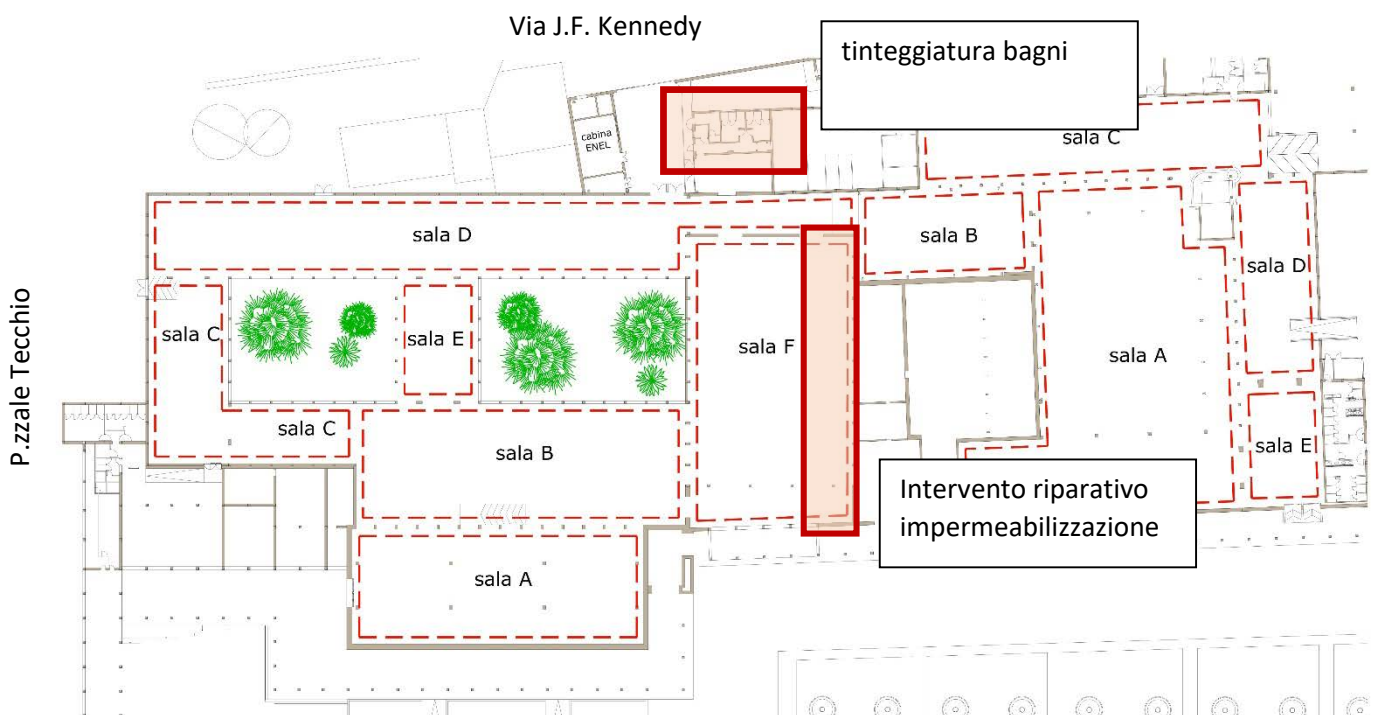 Via J.F. Kennedy
tinteggiatura bagni
cabina
ENEL
sala C
sala D
sala B
sala D
P.zzale Tecchio
sala C
sala E
sala F
sala A
sala C
sala B
sala E
Intervento riparativo
impermeabilizzazione
sala A